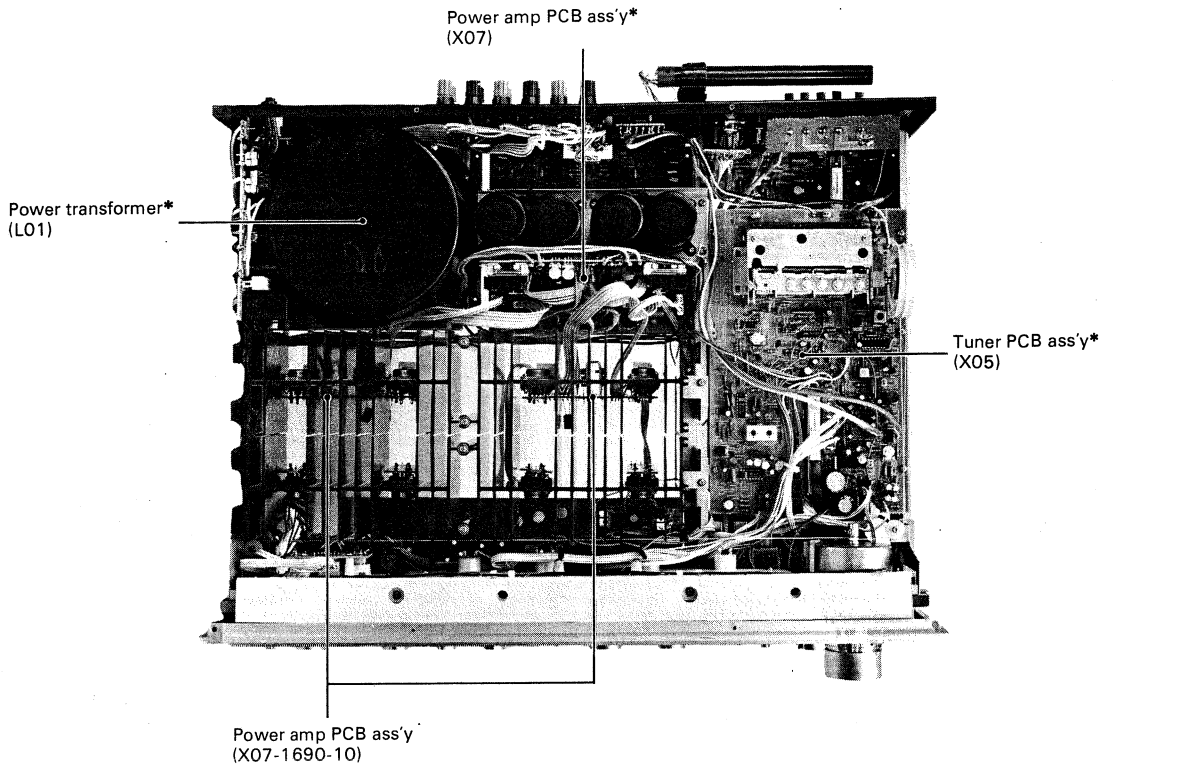 Power amp PCB ass'y*
(X07)
Power transformer*
(L01)
Tuner PCB ass'y*
(X05)
Power amp PCB ass'y
(X07-1690-10)